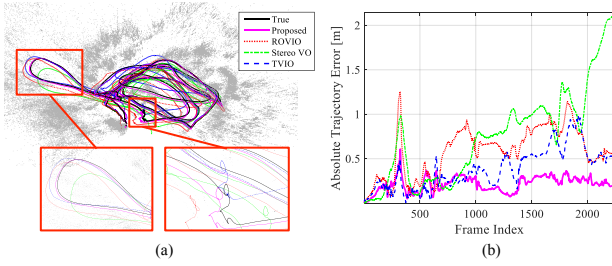 True
Proposed
ROVIO
Stereo VO
TVIO
(a)
Absolute Trajectory Error [m]
2
1.5
1
0.5
500
1000
1500
2000
Frame Index
(b)